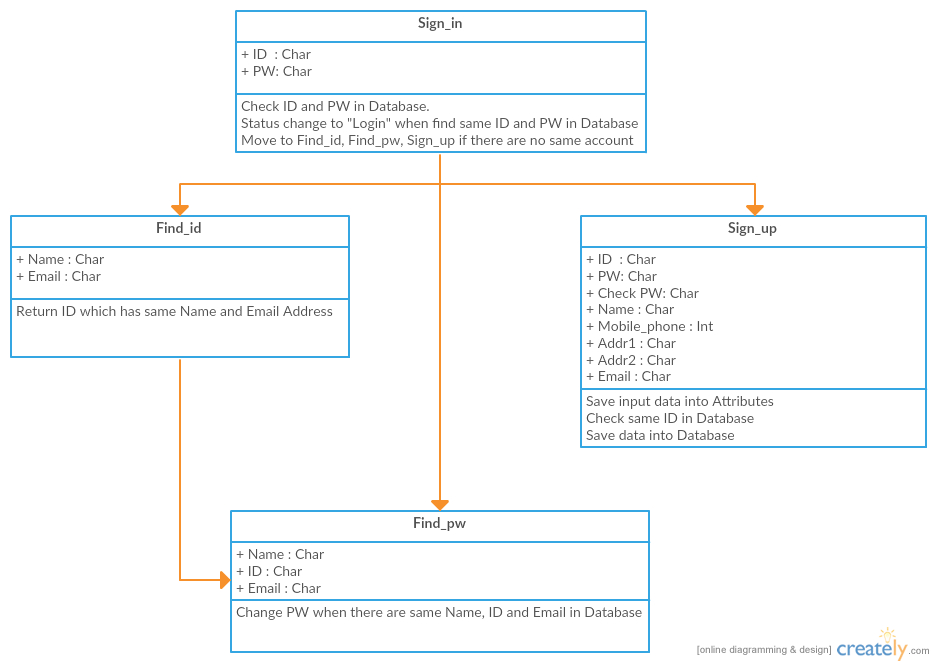 Sign_in
+ ID  : Char
+ PW: Char
Check ID and PW in Database.
Status change to "Login" when find same ID and PW in Database
Move to Find_id, Find_pw, Sign_up if there are no same account
Find_id
+ Name : Char
+ Email : Char
Return ID which has same Name and Email Address
Sign_up
+ ID  : Char
+ PW: Char
+ Check PW: Char
+ Name : Char
+ Mobile_phone : Int
+ Addr1 : Char
+ Addr2 : Char
+ Email : Char
Save input data into Attributes
Check same ID in Database
Save data into Database
Find_pw
+ Name : Char
+ ID : Char
+ Email : Char
Change PW when there are same Name, ID and Email in Database
[online diagramming & design] creately.com